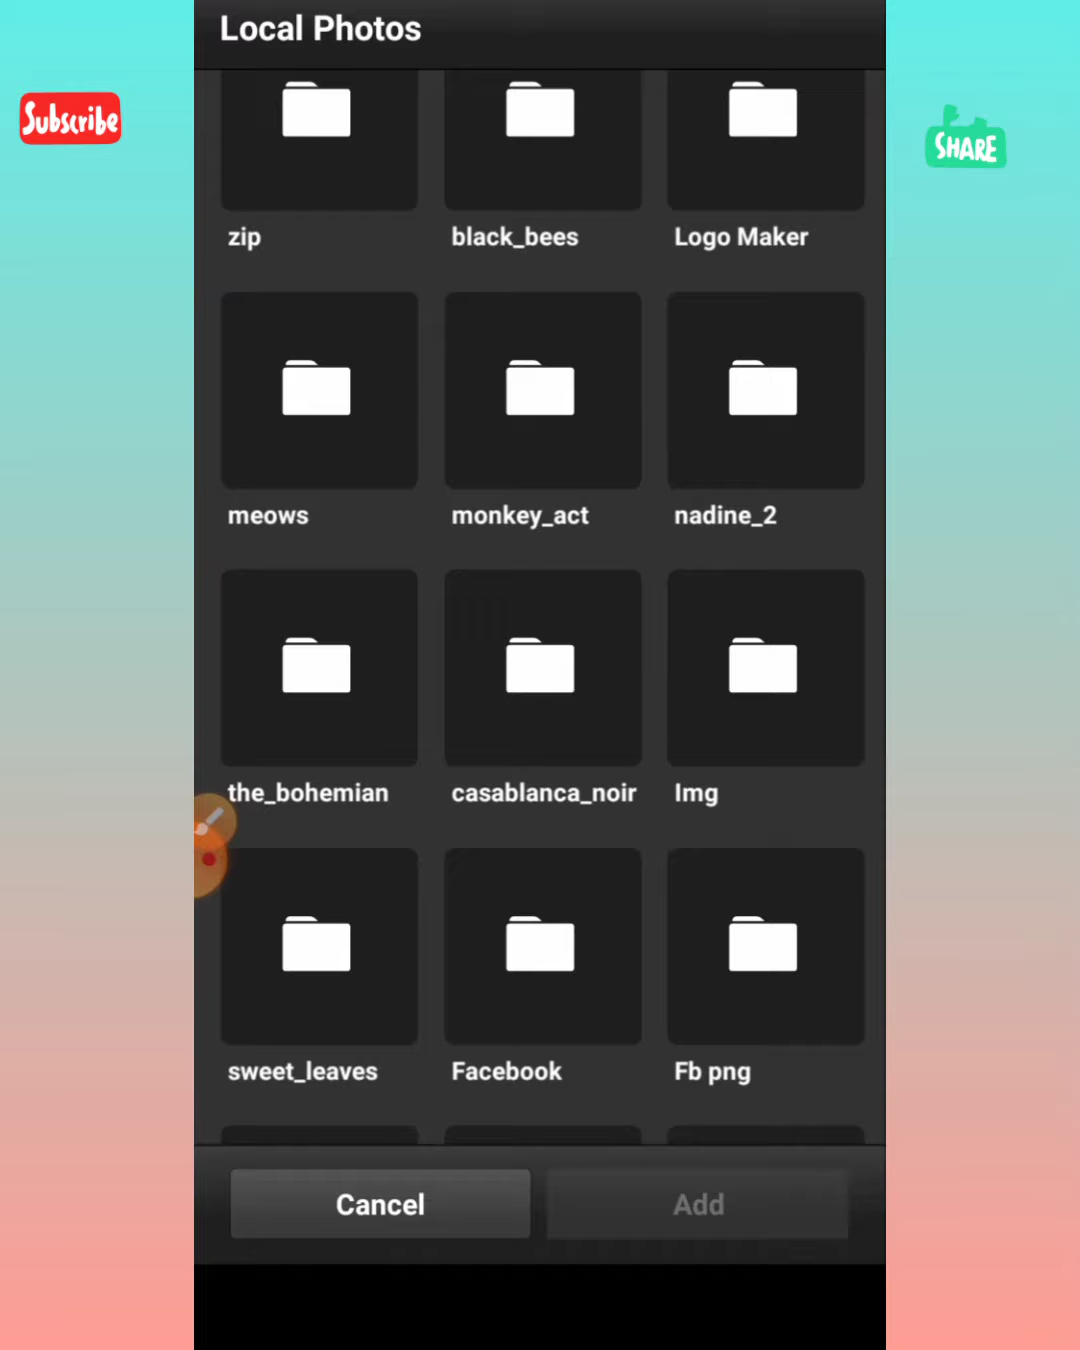 Local Photos
Subscribe
SHARE
zip
black_bees
Logo Maker
meows
monkey_act
nadine_2
the_bohemian
casablanca_noir
Img
sweet_leaves
Facebook
Fb png
Cancel
Add